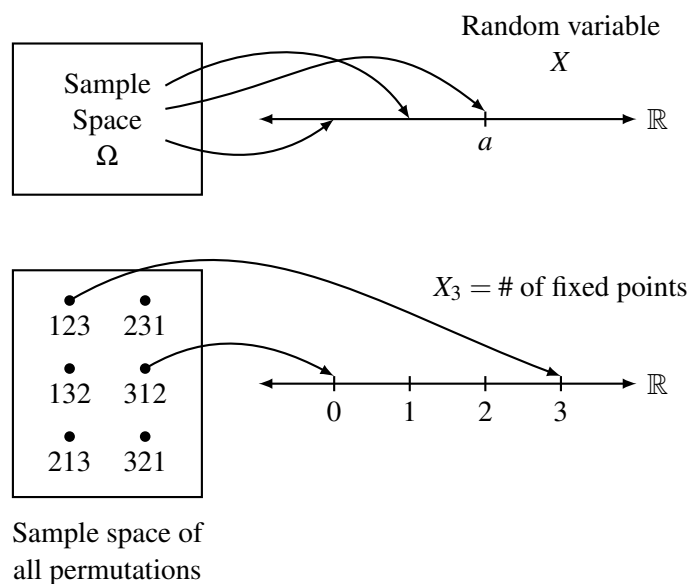 Random variable
X
Sample
Space
Ω
ℝ
a
X₃ = # of fixed points
123 231
132 312
ℝ
0 1 2 3
213 321
Sample space of
all permutations